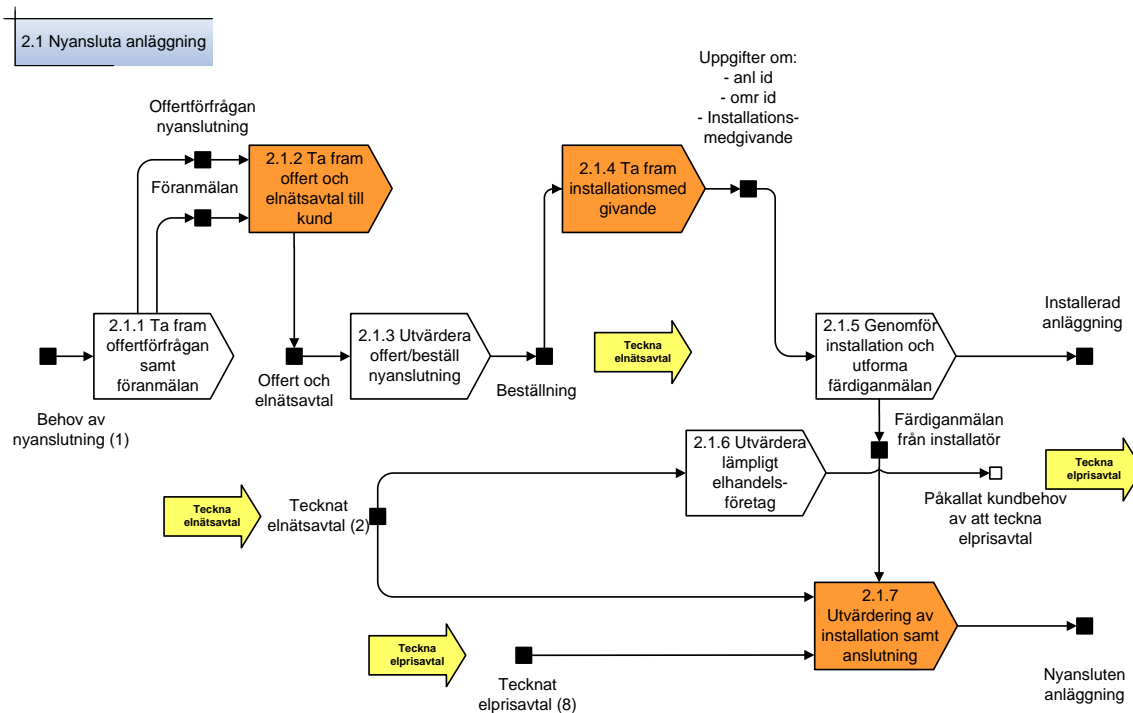 2.1 Nyansluta anläggning
Uppgifter om:
- anl id
- omr id
- Installations-
medgivande
Offertförfrågan
nyanslutning
2.1.2 Ta fram
offert och
elnätsavtal till
kund
2.1.4 Ta fram
installationsmed
givande
Föranmälan
2.1.1 Ta fram
offertförfrågan
samt
föranmälan
2.1.3 Utvärdera
offert/beställ
nyanslutning
Teckna
elnätsavtal
2.1.5 Genomför
installation och
utforma
färdiganmälan
Installerad
anläggning
Behov av
nyanslutning (1)
Offert och
elnätsavtal
Beställning
Färdiganmälan
från installatör
2.1.6 Utvärdera
lämpligt
elhandels-
företag
Teckna
elprisavtal
Teckna
elnätsavtal
Tecknat
elnätsavtal (2)
Påkallat kundbehov
av att teckna
elprisavtal
2.1.7
Utvärdering av
installation samt
anslutning
Teckna
elprisavtal
Tecknat
elprisavtal (8)
Nyansluten
anläggning